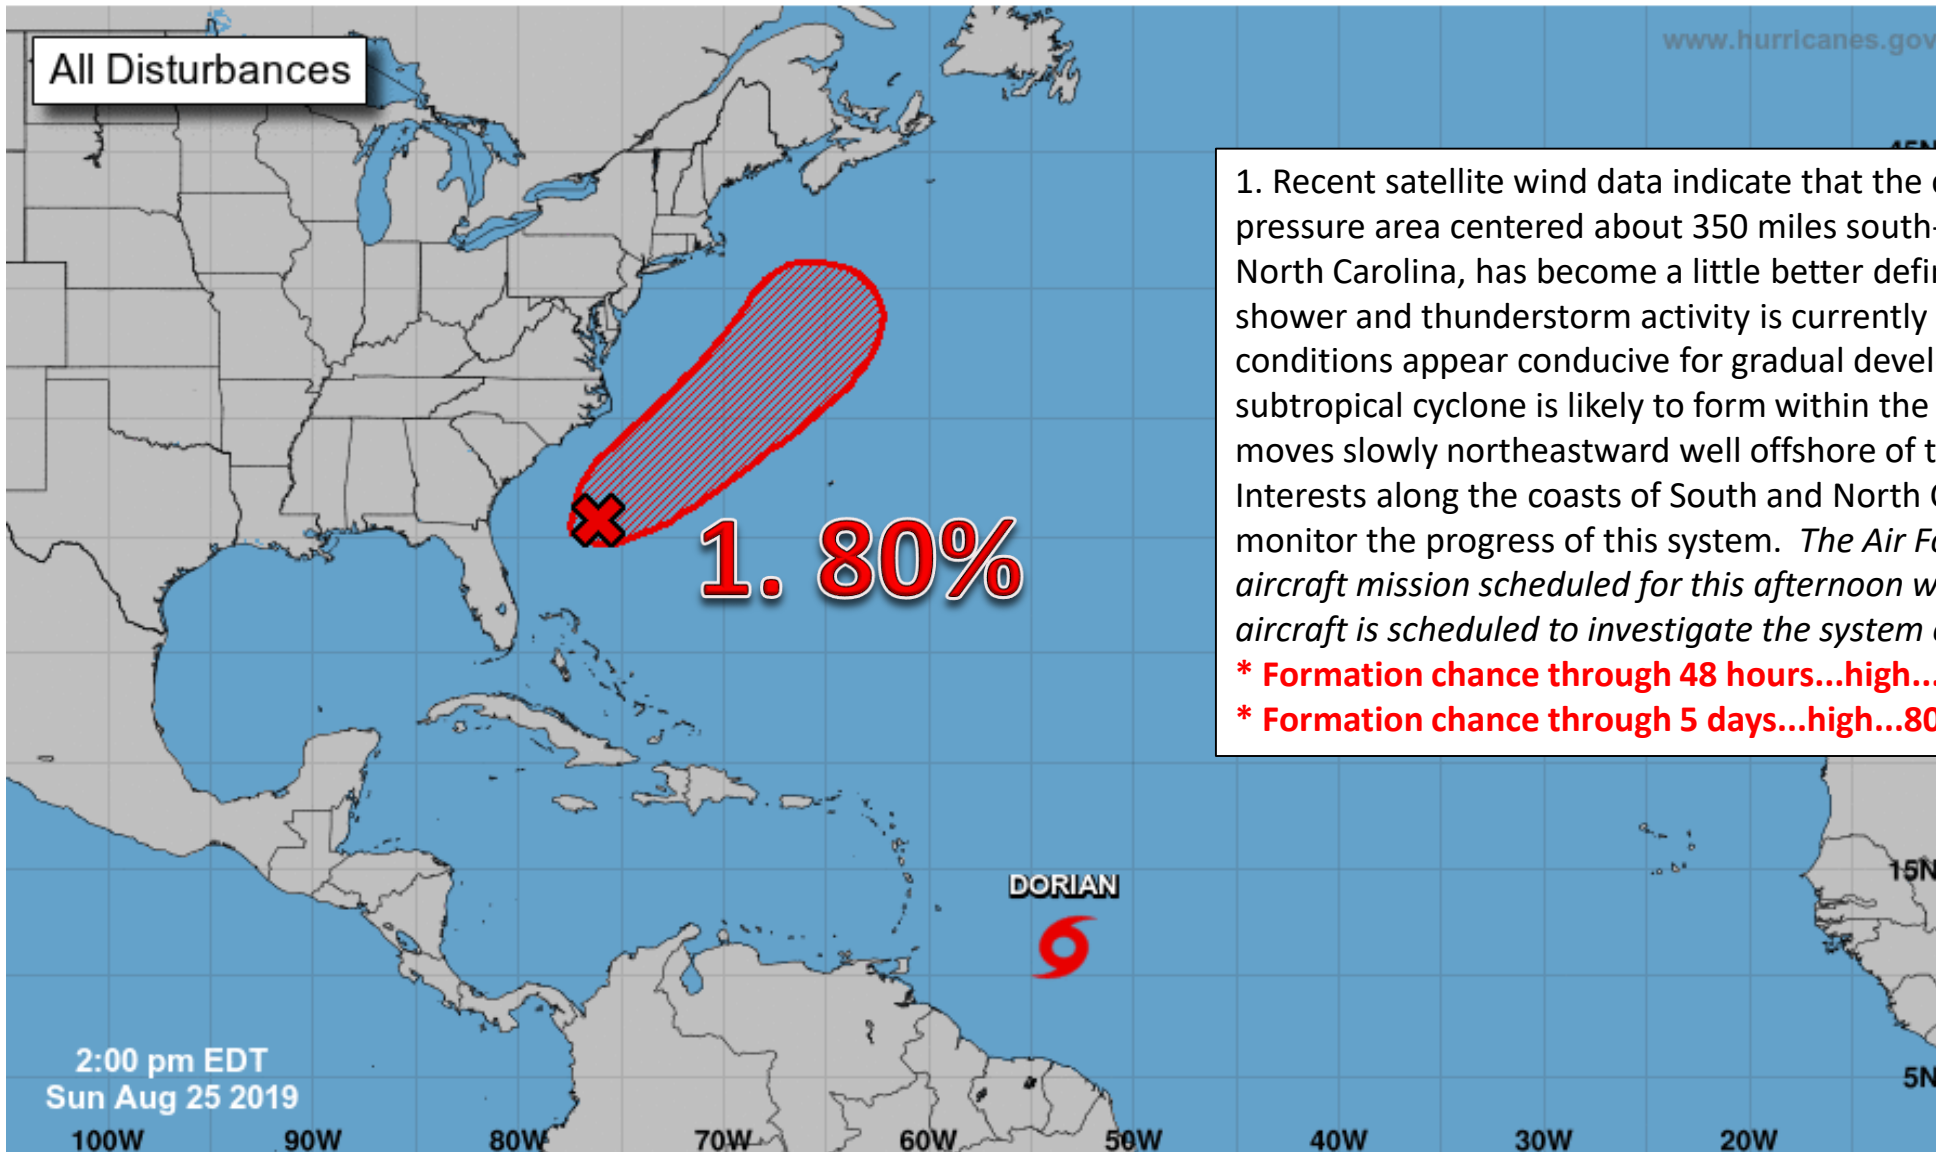 All Disturbances
www.hurricanes.gov
1. Recent satellite wind data indicate that the
pressure area centered about 350 miles south-
North Carolina, has become a little better
shower and thunderstorm activity is currently
conditions appear conducive for gradual
subtropical cyclone is likely to form within the
moves slowly northeastward well offshore of
Interests along the coasts of South and North
monitor the progress of this system. The Air
aircraft mission scheduled for this afternoon
aircraft is scheduled to investigate the system
* Formation chance through 48 hours...high...
* Formation chance through 5 days...high...80
1. 80%
DORIAN
15N
5N
2:00 pm EDT
Sun Aug 25 2019
100W 90W 80W 70W 60W 50W 40W 30W 20W